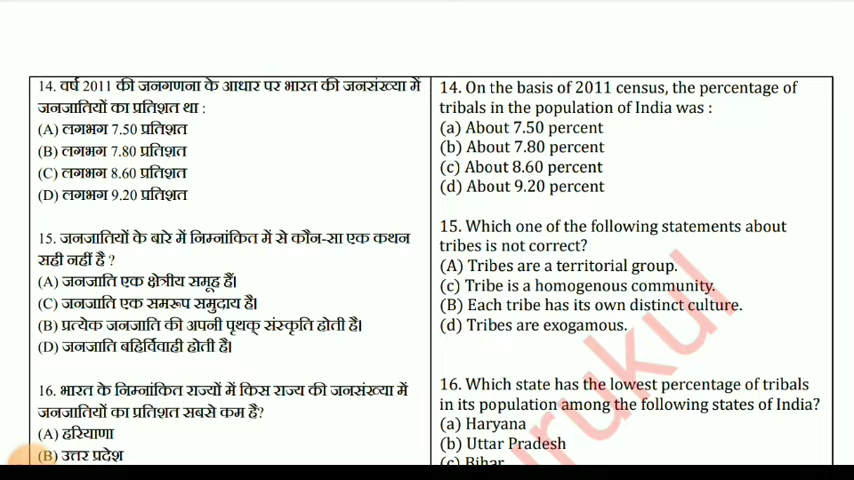 14. वर्ष 2011 की जनगणना के आधार पर भारत की जनसंख्या में
जनजातियों का प्रतिशत था :
(A) लगभग 7.50 प्रतिशत
(B) लगभग 7.80 प्रतिशत
(C) लगभग 8.60 प्रतिशत
(D) लगभग 9.20 प्रतिशत
15. जनजातियों के बारे में निम्नांकित में से कौन-सा एक कथन
सही नहीं है ?
(A) जनजाति एक क्षेत्रीय समूह हैं।
(C) जनजाति एक समरूप समुदाय है।
(B) प्रत्येक जनजाति की अपनी पृथक् संस्कृति होती है।
(D) जनजाति बहिर्विवाही होती है।
16. भारत के निम्नांकित राज्यों में किस राज्य की जनसंख्या में
जनजातियों का प्रतिशत सबसे कम है?
(A) हरियाणा
(B) उत्तर प्रदेश
14. On the basis of 2011 census, the percentage of
tribals in the population of India was :
(a) About 7.50 percent
(b) About 7.80 percent
(c) About 8.60 percent
(d) About 9.20 percent
15. Which one of the following statements about
tribes is not correct?
(A) Tribes are a territorial group.
(c) Tribe is a homogenous community.
(B) Each tribe has its own distinct culture.
(d) Tribes are exogamous.
16. Which state has the lowest percentage of tribals
in its population among the following states of India?
(a) Haryana
(b) Uttar Pradesh
(c) Bihar